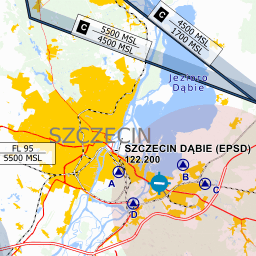 C
5500 MSL
4500 MSL
C
4500 MSL
1700 MSL
Jezioro
Dąbie
SZCZECIN
SZCZECIN DĄBIE (EPSD)
122.200
FL 95
5500 MSL
A
B
C
D